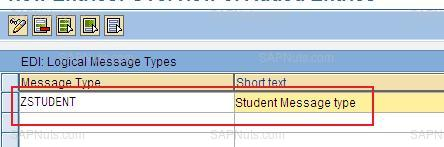 EDI: Logical Message Types
Message Type Short text
ZSTUDENT Student Message type
SAPNuts.com
SAPNuts.com
SAPNuts.com